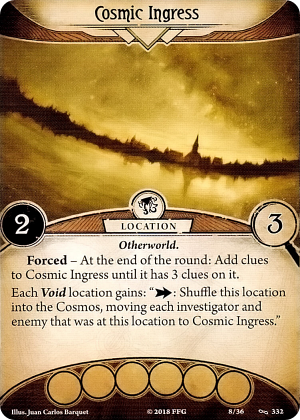 Cosmic Ingress
2
3
LOCATION
Otherworld.
Forced – At the end of the round: Add clues
to Cosmic Ingress until it has 3 clues on it.
Each Void location gains: “ : Shuffle this location
into the Cosmos, moving each investigator and
enemy that was at this location to Cosmic Ingress.”
Illus. Juan Carlos Barquet
© 2018 FFG
8/36
332